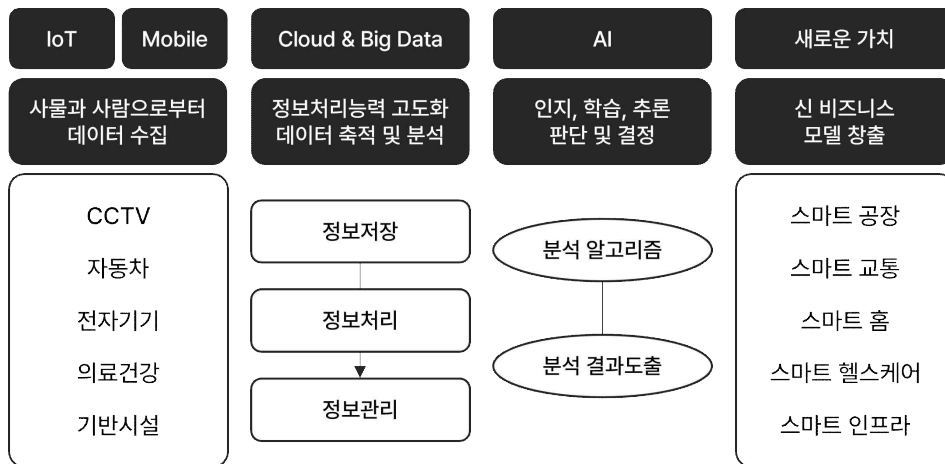 IoT
Mobile
Cloud & Big Data
AI
새로운 가치
사물과 사람으로부터
데이터 수집
정보처리능력 고도화
데이터 축적 및 분석
인지, 학습, 추론
판단 및 결정
신 비즈니스
모델 창출
CCTV
자동차
전자기기
의료건강
기반시설
정보저장
정보처리
정보관리
분석 알고리즘
분석 결과도출
스마트 공장
스마트 교통
스마트 홈
스마트 헬스케어
스마트 인프라